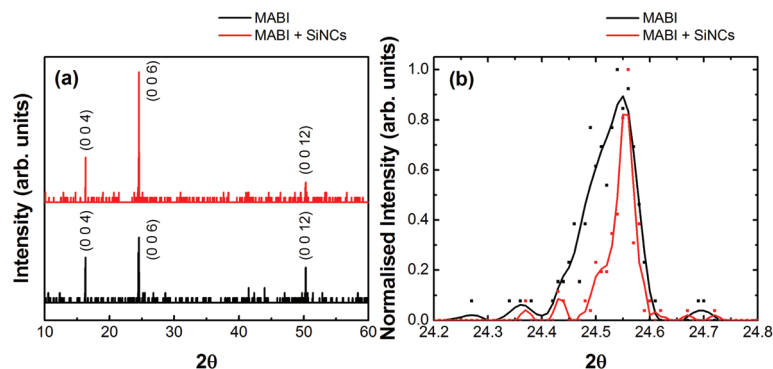 MABI
MABI + SiNCs
(a)
(0 0 4)
(0 0 6)
(0 0 12)
(0 0 4)
(0 0 6)
(0 0 12)
Intensity (arb. units)
10 20 30 40 50 60
2θ
MABI
MABI + SiNCs
(b)
1.0
0.8
0.6
0.4
0.2
0.0
Normalised Intensity (arb. units)
24.2 24.3 24.4 24.5 24.6 24.7 24.8
2θ